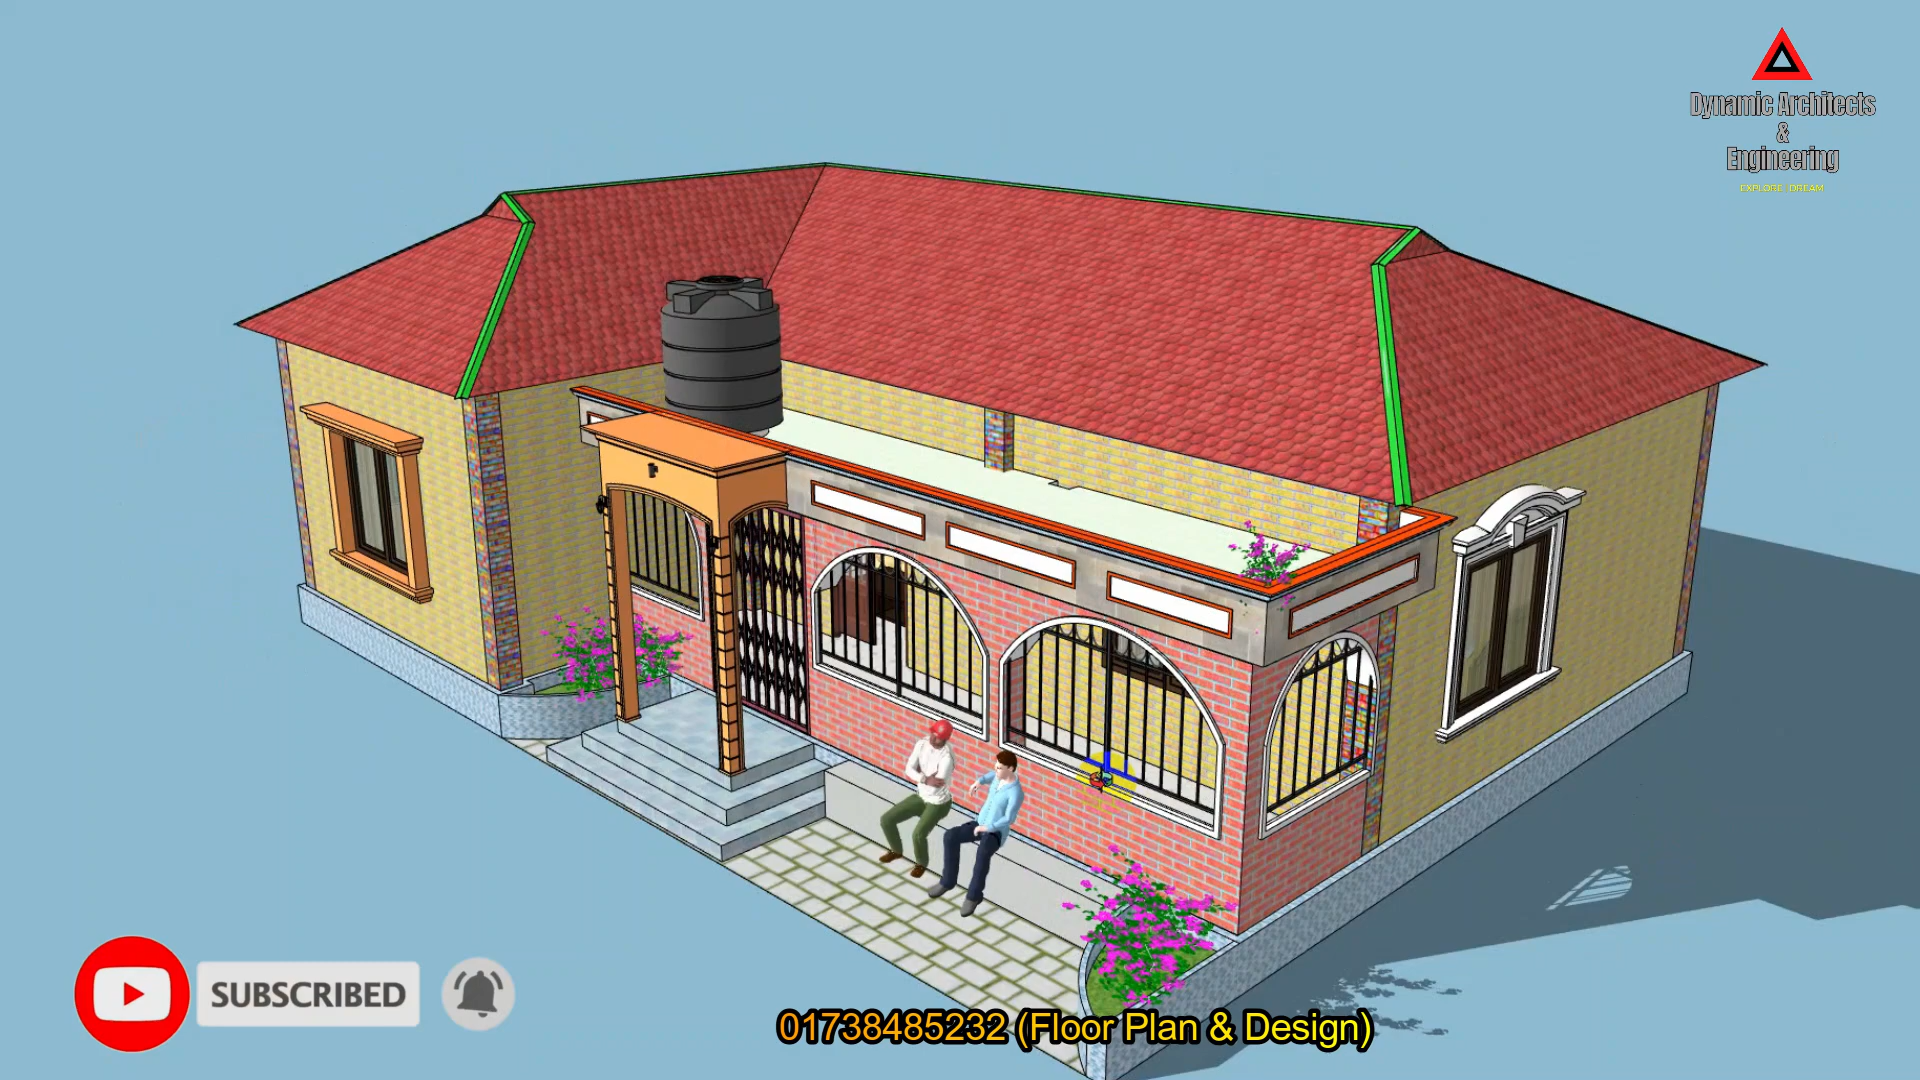 Dynamic Architects
&
Engineering
EXPLORE DREAM
SUBSCRIBED
01738485232 (Floor Plan & Design)